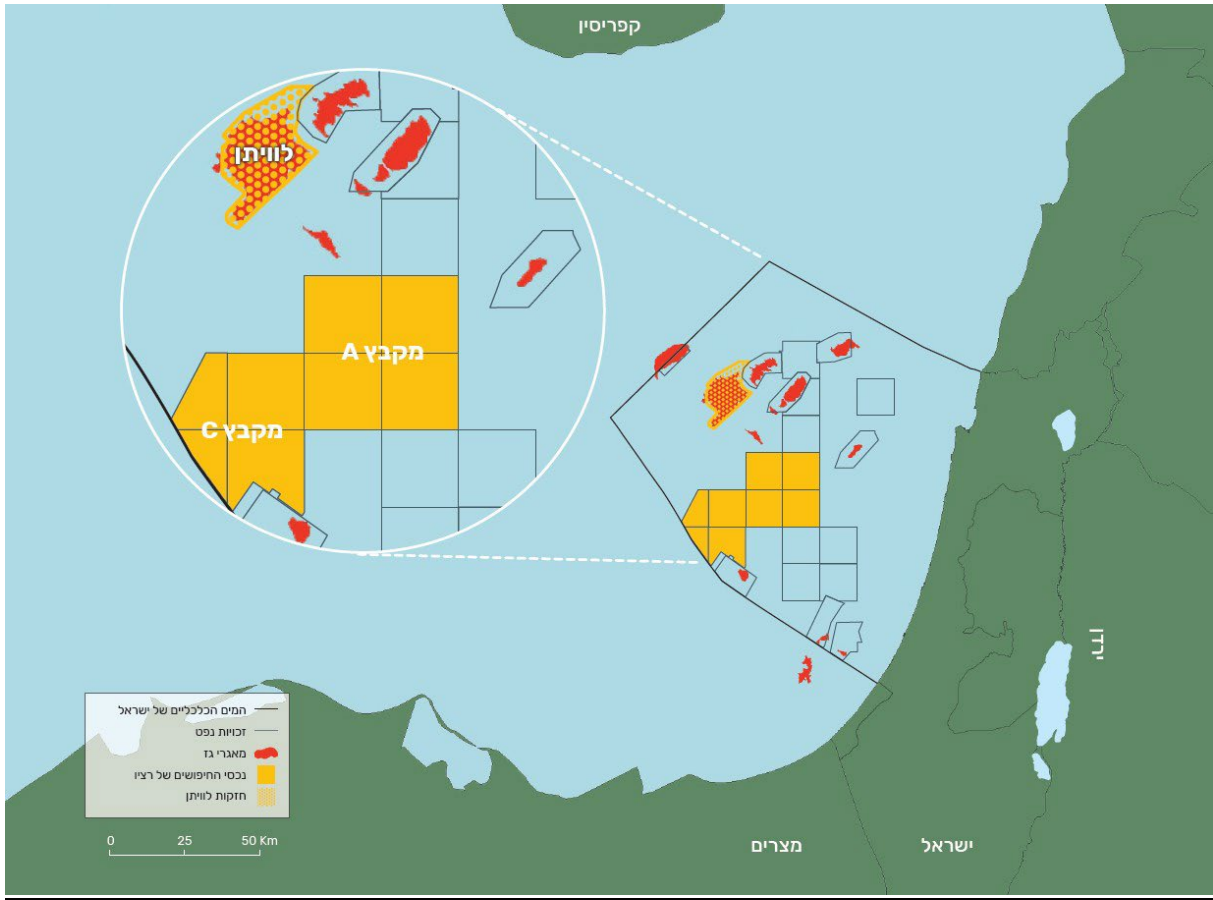 קפריסין
לוויתן
מקבץ A
מקבץ C
ירדן
המים הכלכליים של ישראל
זכויות נפט
מאגרי גז
נכסי החיפושים של רציו
חזקות לוויתן
0 25 50 Km
מצרים
ישראל